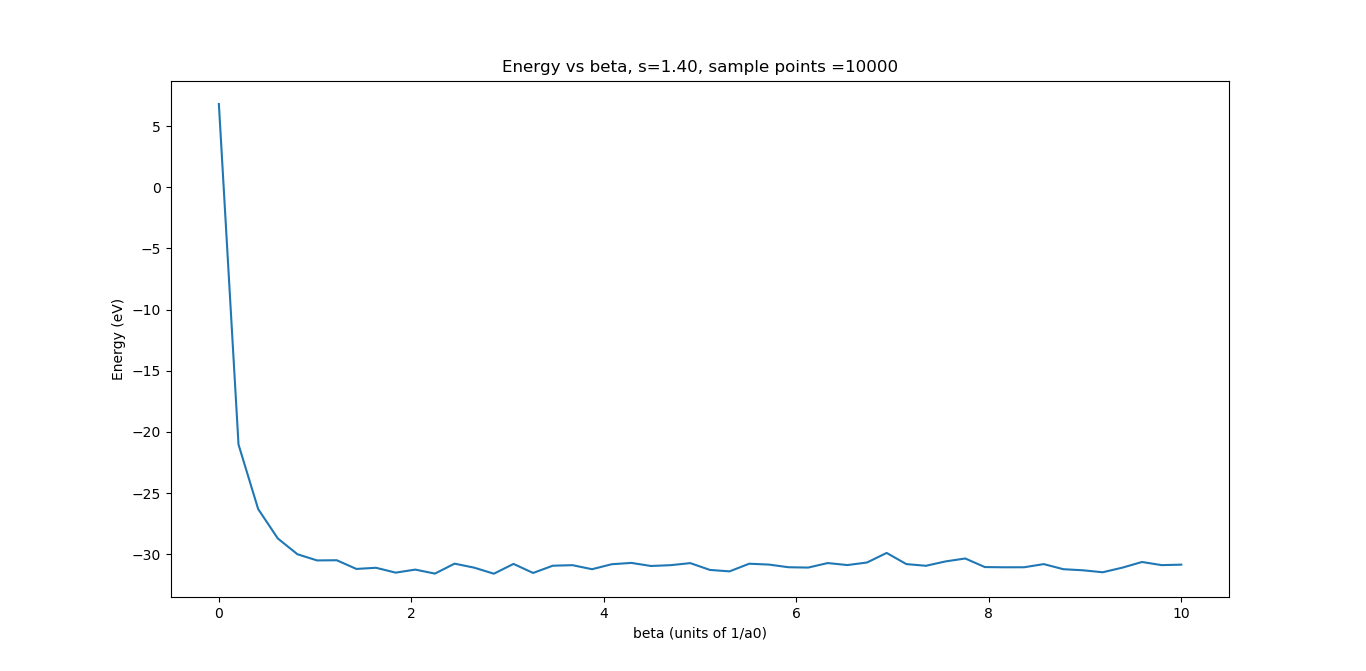 Energy vs beta, s=1.40, sample points =10000
Energy (eV)
5
0
−5
−10
−15
−20
−25
−30
0 2 4 6 8 10
beta (units of 1/a0)